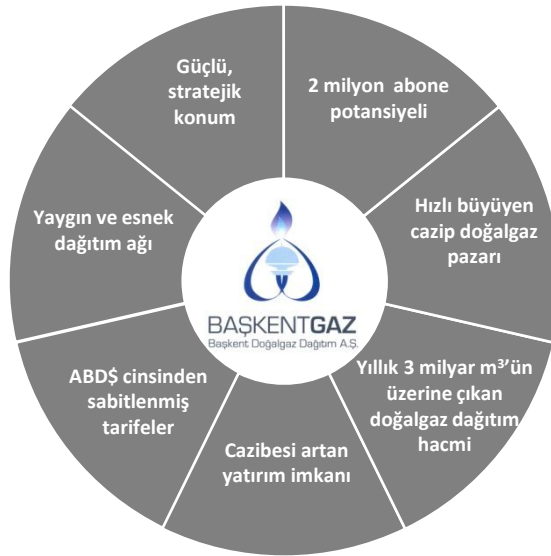 Güçlü,
stratejik
konum
2 milyon abone
potansiyeli
Hızlı büyüyen
cazip doğalgaz
pazarı
Yıllık 3 milyar m³'ün
üzerine çıkan
doğalgaz dağıtım
hacmi
Cazibesi artan
yatırım imkanı
ABD$ cinsinden
sabitlenmiş
tarifeler
Yaygın ve esnek
dağıtım ağı
BAŞKENTGAZ
Başkent Doğalgaz Dağıtım A.Ş.